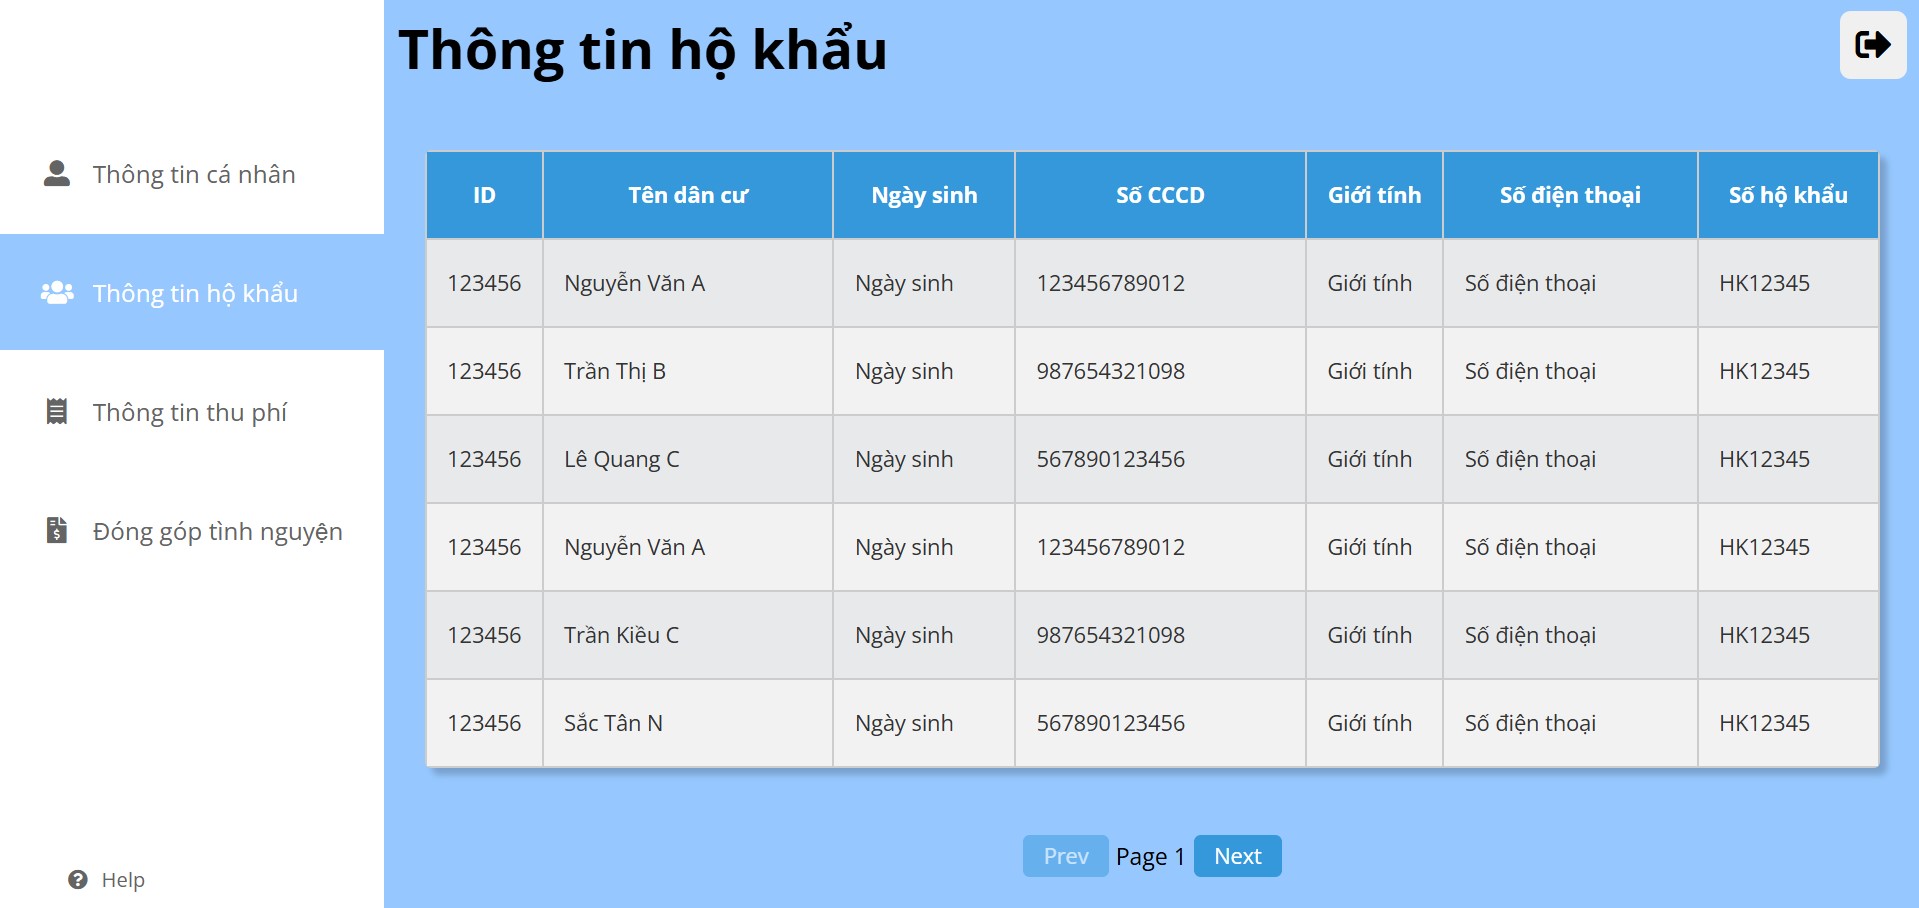 Thông tin hộ khẩu
Thông tin cá nhân
Thông tin hộ khẩu
Thông tin thu phí
Đóng góp tình nguyện
Help
ID Tên dân cư Ngày sinh Số CCCD Giới tính Số điện thoại Số hộ khẩu
123456 Nguyễn Văn A Ngày sinh 123456789012 Giới tính Số điện thoại HK12345
123456 Trần Thị B Ngày sinh 987654321098 Giới tính Số điện thoại HK12345
123456 Lê Quang C Ngày sinh 567890123456 Giới tính Số điện thoại HK12345
123456 Nguyễn Văn A Ngày sinh 123456789012 Giới tính Số điện thoại HK12345
123456 Trần Kiều C Ngày sinh 987654321098 Giới tính Số điện thoại HK12345
123456 Sắc Tân N Ngày sinh 567890123456 Giới tính Số điện thoại HK12345
Prev Page 1 Next